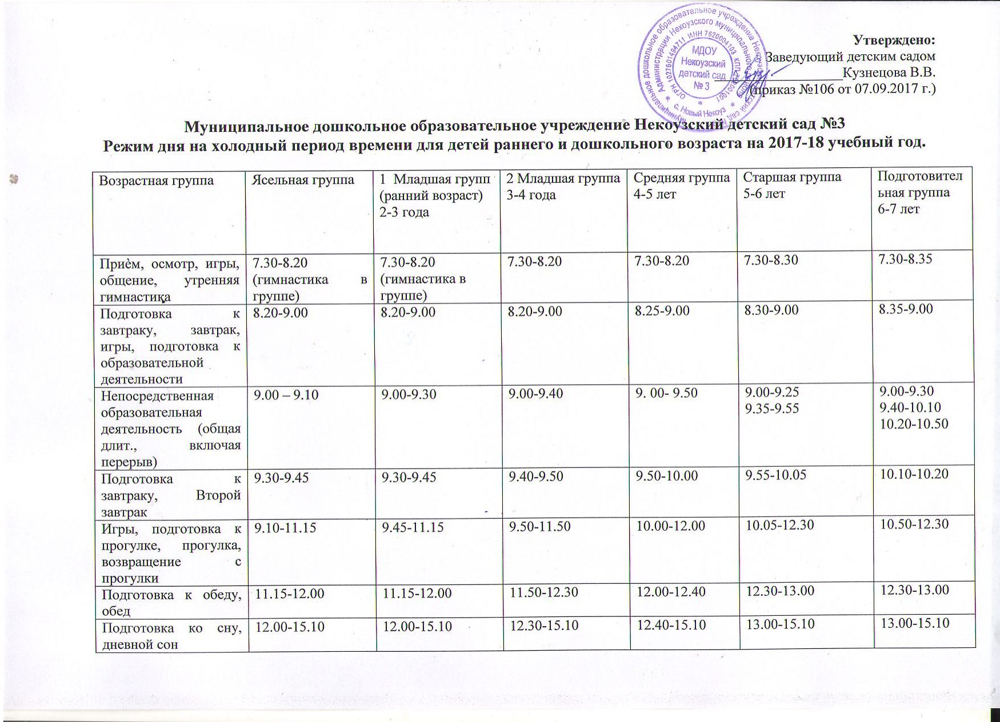 Муниципальное дошкольное образовательное учреждение Некоузский детский сад
Администрации Некоузского муниципального района
ОГРН 1027601494711 ИНН 7620004103 КПП
с. Новый Некоуз
МДОУ
Некоузский
детский сад
№ 3
Утверждено:
Заведующий детским садом
Кузнецова В.В.
(приказ №106 от 07.09.2017 г.)
Муниципальное дошкольное образовательное учреждение Некоузский детский сад №3
Режим дня на холодный период времени для детей раннего и дошкольного возраста на 2017-18 учебный год.
Возрастная группа
Ясельная группа
1 Младшая групп
(ранний возраст)
2-3 года
2 Младшая группа
3-4 года
Средняя группа
4-5 лет
Старшая группа
5-6 лет
Подготовител
ьная группа
6-7 лет
Приѐм, осмотр, игры,
общение, утренняя
гимнастика
7.30-8.20
(гимнастика в
группе)
7.30-8.20
(гимнастика в
группе)
7.30-8.20
7.30-8.20
7.30-8.30
7.30-8.35
Подготовка к
завтраку, завтрак,
игры, подготовка к
образовательной
деятельности
8.20-9.00
8.20-9.00
8.20-9.00
8.25-9.00
8.30-9.00
8.35-9.00
Непосредственная
образовательная
деятельность (общая
длит., включая
перерыв)
9.00 – 9.10
9.00-9.30
9.00-9.40
9. 00- 9.50
9.00-9.25
9.35-9.55
9.00-9.30
9.40-10.10
10.20-10.50
Подготовка к
завтраку, Второй
завтрак
9.30-9.45
9.30-9.45
9.40-9.50
9.50-10.00
9.55-10.05
10.10-10.20
Игры, подготовка к
прогулке, прогулка,
возвращение с
прогулки
9.10-11.15
9.45-11.15
9.50-11.50
10.00-12.00
10.05-12.30
10.50-12.30
Подготовка к обеду,
обед
11.15-12.00
11.15-12.00
11.50-12.30
12.00-12.40
12.30-13.00
12.30-13.00
Подготовка ко сну,
дневной сон
12.00-15.10
12.00-15.10
12.30-15.10
12.40-15.10
13.00-15.10
13.00-15.10